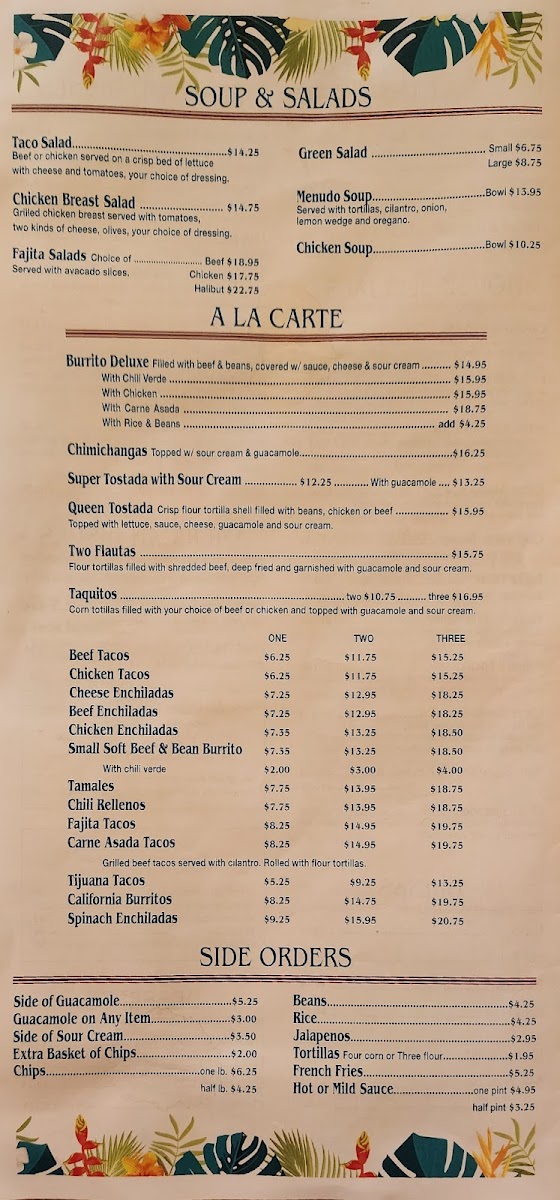 SOUP & SALADS
Taco Salad..........$14.25
Beef or chicken served on a crisp bed of lettuce
with cheese and tomatoes, your choice of dressing.
Chicken Breast Salad .......... $14.75
Grilled chicken breast served with tomatoes,
two kinds of cheese, olives, your choice of dressing.
Fajita Salads Choice of .......... Beef $18.95
Served with avacado slices. Chicken $17.75
Halibut $22.75
Green Salad .......... Small $6.75
Large $8.75
Menudo Soup..........Bowl $13.95
Served with tortillas, cilantro, onion,
lemon wedge and oregano.
Chicken Soup..........Bowl $10.25
A LA CARTE
Burrito Deluxe Filled with beef & beans, covered w/ sauce, cheese & sour cream .......... $14.95
With Chili Verde .......... $15.95
With Chicken .......... $15.95
With Carne Asada .......... $18.75
With Rice & Beans .......... add $4.25
Chimichangas Topped w/ sour cream & guacamole..........$16.25
Super Tostada with Sour Cream .......... $12.25 .......... With guacamole .... $13.25
Queen Tostada Crisp flour tortilla shell filled with beans, chicken or beef .......... $15.95
Topped with lettuce, sauce, cheese, guacamole and sour cream.
Two Flautas .......... $15.75
Flour tortillas filled with shredded beef, deep fried and garnished with guacamole and sour cream.
Taquitos .......... two $10.75 .......... three $16.95
Corn totillas filled with your choice of beef or chicken and topped with guacamole and sour cream.
ONE TWO THREE
Beef Tacos $6.25 $11.75 $15.25
Chicken Tacos $6.25 $11.75 $15.25
Cheese Enchiladas $7.25 $12.95 $18.25
Beef Enchiladas $7.25 $12.95 $18.25
Chicken Enchiladas $7.35 $13.25 $18.50
Small Soft Beef & Bean Burrito $7.35 $13.25 $18.50
With chili verde $2.00 $3.00 $4.00
Tamales $7.75 $13.95 $18.75
Chili Rellenos $7.75 $13.95 $18.75
Fajita Tacos $8.25 $14.95 $19.75
Carne Asada Tacos $8.25 $14.95 $19.75
Grilled beef tacos served with cilantro. Rolled with flour tortillas.
Tijuana Tacos $5.25 $9.25 $13.25
California Burritos $8.25 $14.75 $19.75
Spinach Enchiladas $9.25 $15.95 $20.75
SIDE ORDERS
Side of Guacamole..........$5.25
Guacamole on Any Item..........$3.00
Side of Sour Cream..........$3.50
Extra Basket of Chips..........$2.00
Chips..........one lb. $6.25
half lb. $4.25
Beans..........$4.25
Rice..........$4.25
Jalapenos..........$2.95
Tortillas Four corn or Three flour..........$1.95
French Fries..........$5.25
Hot or Mild Sauce..........one pint $4.95
half pint $3.25